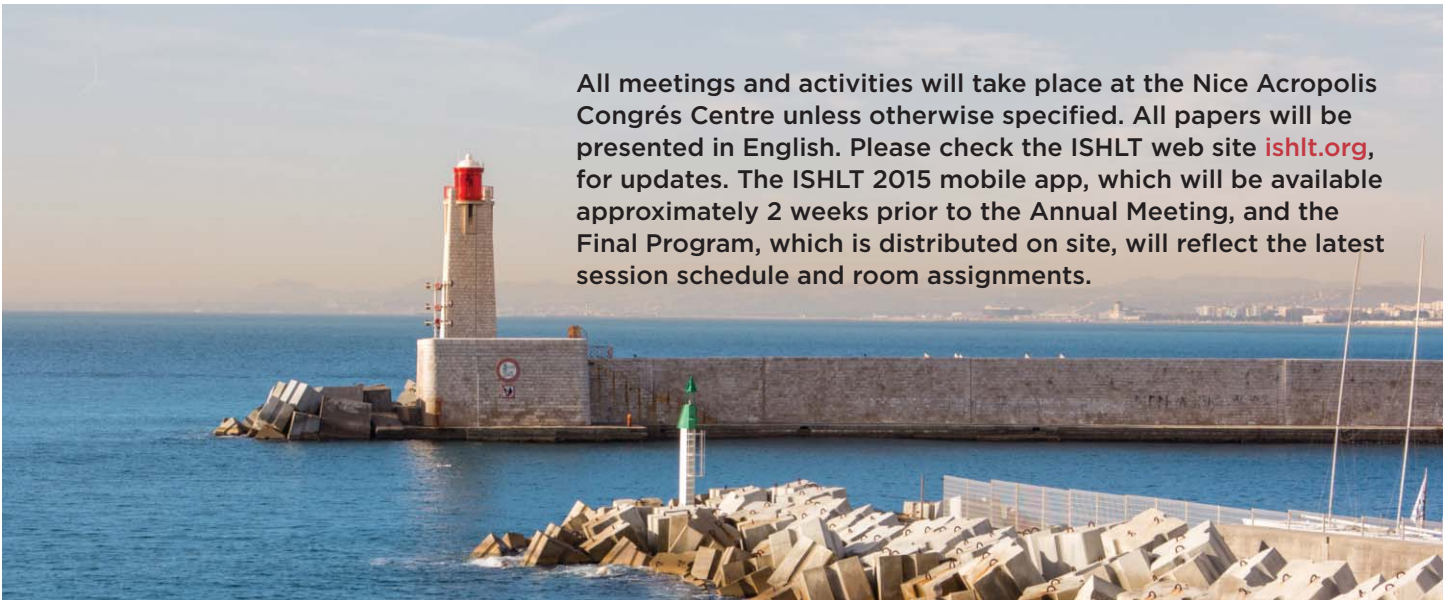 All meetings and activities will take place at the Nice Acropolis
Congrés Centre unless otherwise specified. All papers will be
presented in English. Please check the ISHLT web site ishlt.org,
for updates. The ISHLT 2015 mobile app, which will be available
approximately 2 weeks prior to the Annual Meeting, and the
Final Program, which is distributed on site, will reflect the latest
session schedule and room assignments.